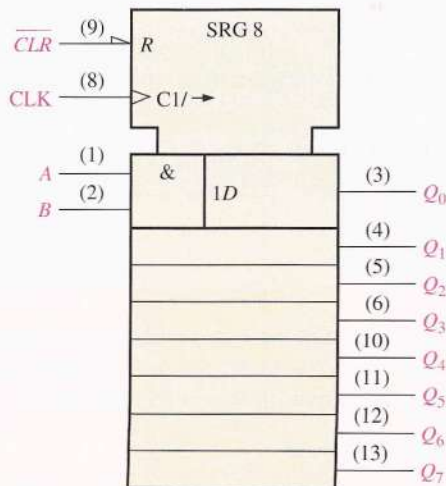 SRG 8
(9)
C̅L̅R̅
R
(8)
CLK
C1/ →
(1)
A
&
(2)
B
1D
(3)
Q₀
(4)
Q₁
(5)
Q₂
(6)
Q₃
(10)
Q₄
(11)
Q₅
(12)
Q₆
(13)
Q₇